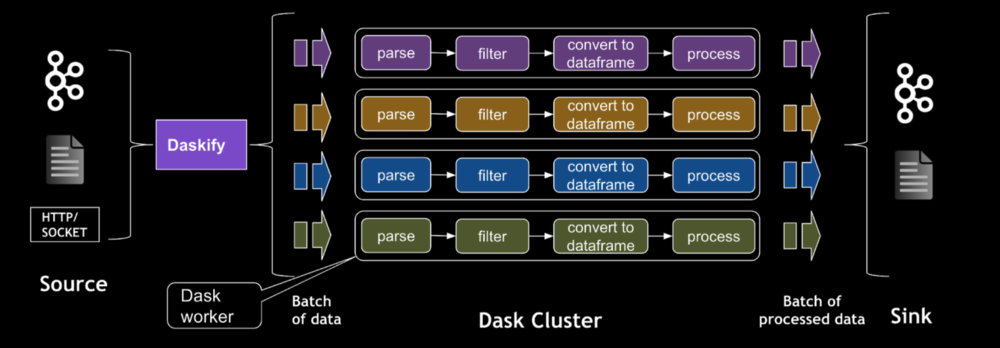 parse
filter
convert to
dataframe
process
parse
filter
convert to
dataframe
process
Daskify
parse
filter
convert to
dataframe
process
HTTP/
SOCKET
parse
filter
convert to
dataframe
process
Source
Dask
worker
Batch
of data
Dask Cluster
Batch of
processed data
Sink